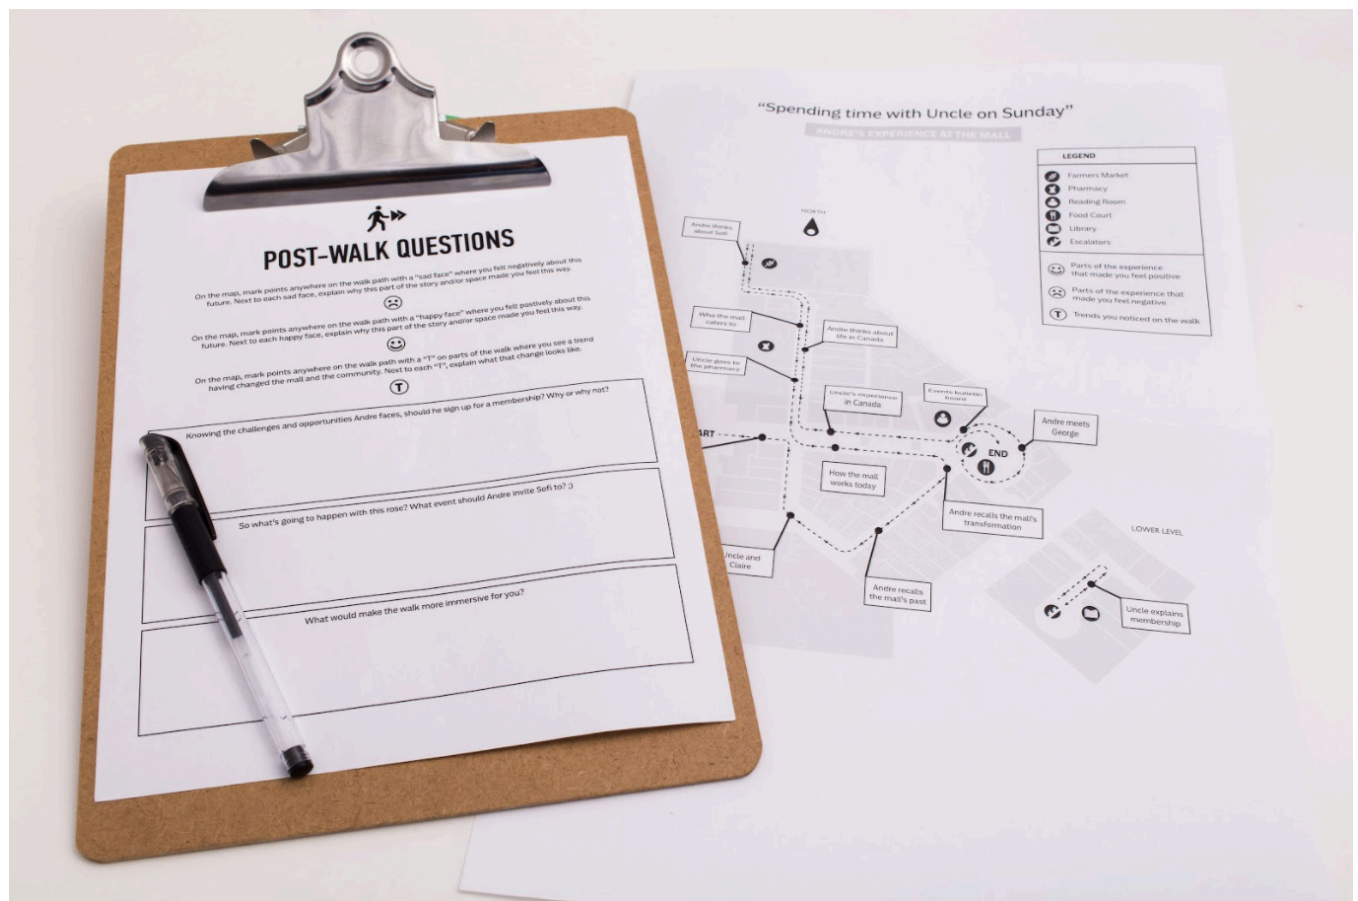 POST-WALK QUESTIONS
On the map, mark points anywhere on the walk path with a "sad face" where you felt negatively about this
future. Next to each sad face, explain why this part of the story and/or space made you feel this way.
On the map, mark points anywhere on the walk path with a "happy face" where you felt postively about this
future. Next to each happy face, explain why this part of the story and/or space made you feel this way.
On the map, mark points anywhere on the walk path with a "T" on parts of the walk where you see a trend
having changed the mall and the community. Next to each "T", explain what that change looks like.
T
Knowing the challenges and opportunities Andre faces, should he sign up for a membership? Why or why not?
So what's going to happen with this rose? What event should Andre invite Sofi to? :)
What would make the walk more immersive for you?
"Spending time with Uncle on Sunday"
ANDRE'S EXPERIENCE AT THE MALL
LEGEND
Farmers Market
Pharmacy
Reading Room
Food Court
Library
Escalators
Parts of the experience
that made you feel positive
Parts of the experience that
made you feel negative
T Trends you noticed on the walk
NORTH
Andre thinks
about Sofi
Who the mall
caters to
Andre thinks about
life in Canada
Uncle goes to
the pharmacy
Uncle's experience
in Canada
Events bulletin
board
Andre meets
George
ART
END
How the mall
works today
Andre recalls the mall's
transformation
Uncle and
Claire
Andre recalls
the mall's past
LOWER LEVEL
Uncle explains
membership